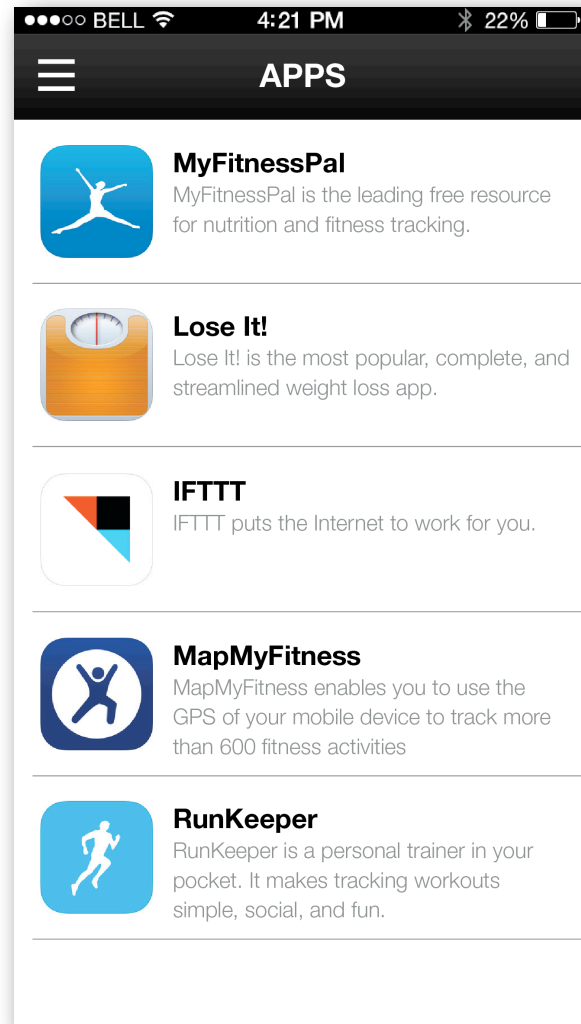 BELL 4:21 PM 22%
APPS
MyFitnessPal
MyFitnessPal is the leading free resource
for nutrition and fitness tracking.
Lose It!
Lose It! is the most popular, complete, and
streamlined weight loss app.
IFTTT
IFTTT puts the Internet to work for you.
MapMyFitness
MapMyFitness enables you to use the
GPS of your mobile device to track more
than 600 fitness activities
RunKeeper
RunKeeper is a personal trainer in your
pocket. It makes tracking workouts
simple, social, and fun.